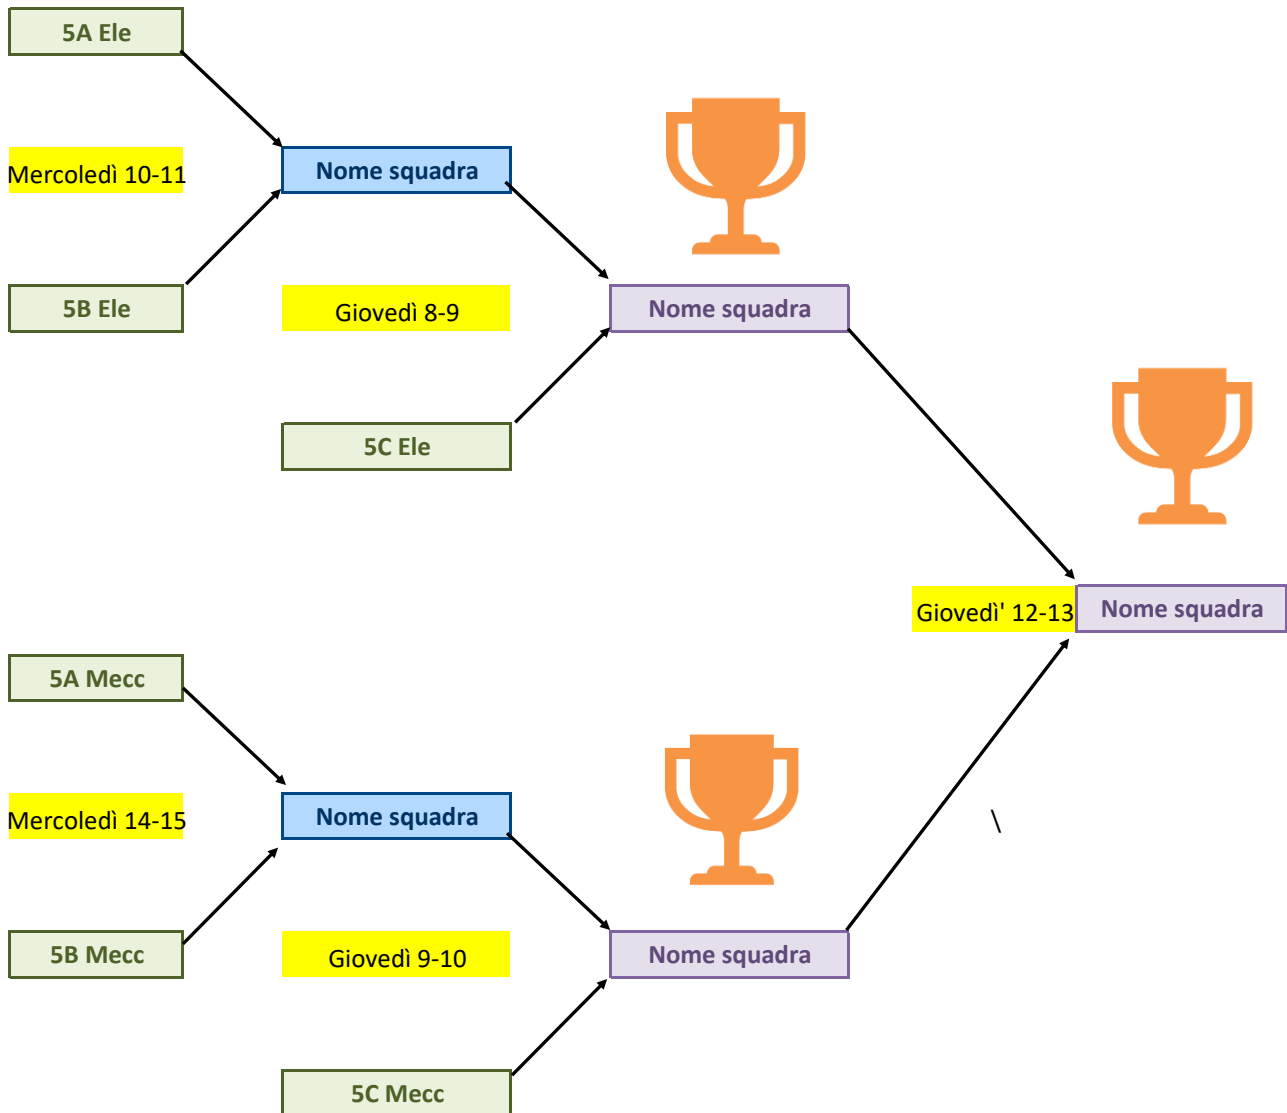 5A Ele
Mercoledì 10-11
Nome squadra
5B Ele
Giovedì 8-9
Nome squadra
5C Ele
Giovedì' 12-13
Nome squadra
5A Mecc
Mercoledì 14-15
Nome squadra
\
5B Mecc
Giovedì 9-10
Nome squadra
5C Mecc